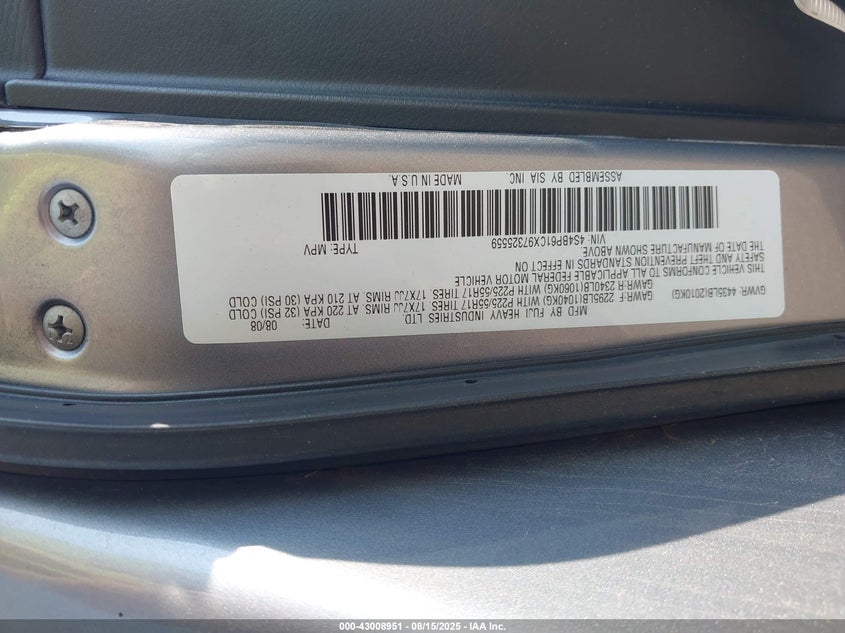 MFD BY FUJI HEAVY INDUSTRIES LTD. DATE: 08/08
GVWR: 4435LB(2010KG)
GAWR:F 2295LB(1040KG) WITH P225/55R17 TIRES, 17X7JJ RIMS, AT 220 KPA (32 PSI) COLD
GAWR:R 2340LB(1060KG) WITH P225/55R17 TIRES, 17X7JJ RIMS, AT 210 KPA (30 PSI) COLD
THIS VEHICLE CONFORMS TO ALL APPLICABLE FEDERAL MOTOR VEHICLE
SAFETY AND THEFT PREVENTION STANDARDS IN EFFECT ON
THE DATE OF MANUFACTURE SHOWN ABOVE.
VIN: 4S4BP61CX97326559 TYPE: MPV
ASSEMBLED BY SIA INC MADE IN U.S.A.
000-43008951 - 08/15/2025 - IAA Inc.